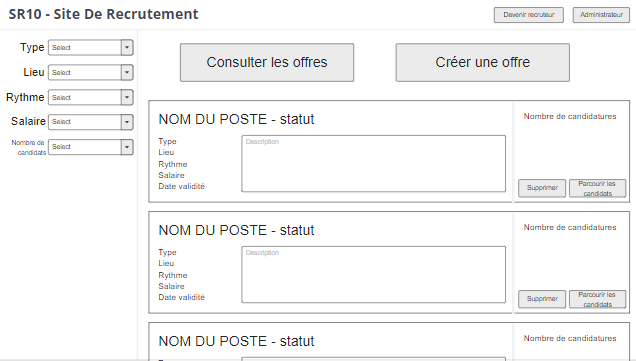 SR10 - Site De Recrutement
Devenir recruteur
Administrateur
Type Select
Lieu Select
Rythme Select
Salaire Select
Nombre de
candidats
Select
Consulter les offres
Créer une offre
NOM DU POSTE - statut
Type
Lieu
Rythme
Salaire
Date validité
Description
Nombre de candidatures
Supprimer
Parcourir les
candidats
NOM DU POSTE - statut
Type
Lieu
Rythme
Salaire
Date validité
Description
Nombre de candidatures
Supprimer
Parcourir les
candidats
NOM DU POSTE - statut
Nombre de candidatures